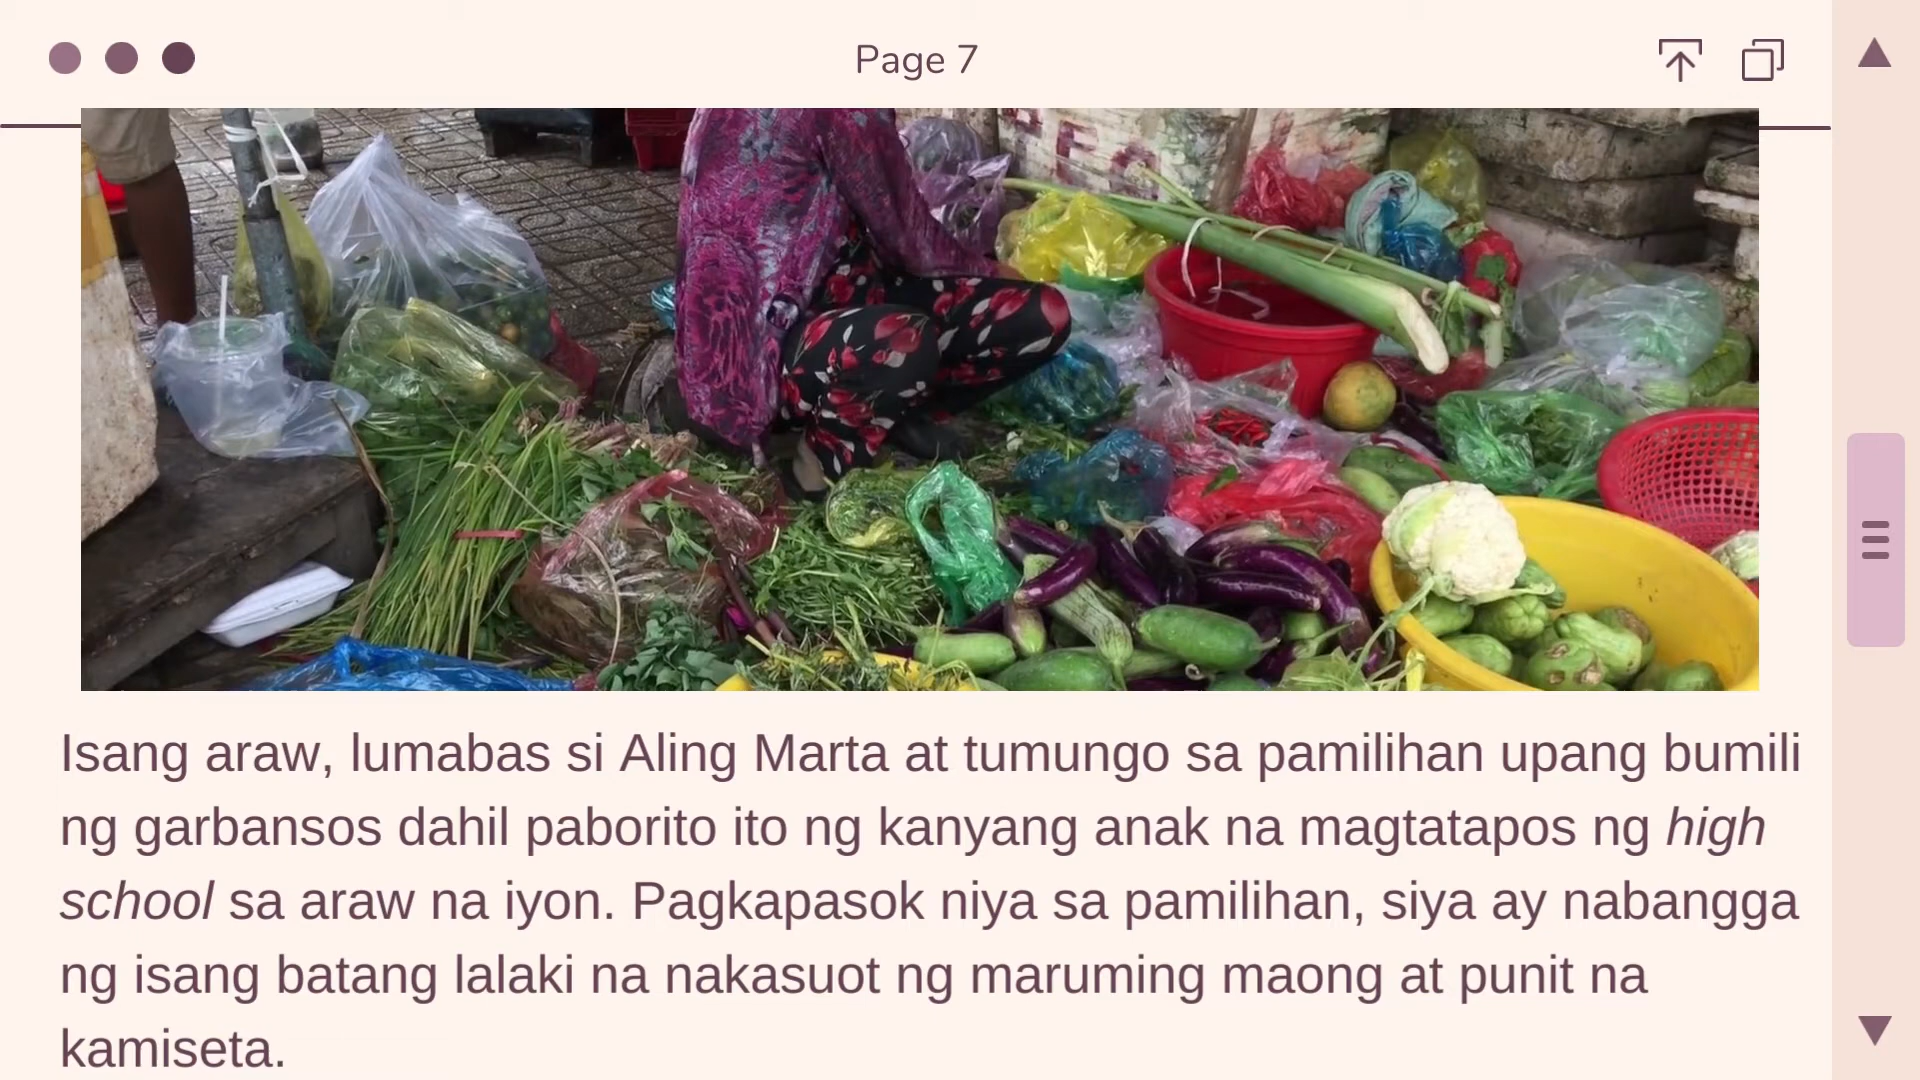 Page 7
Isang araw, lumabas si Aling Marta at tumungo sa pamilihan upang bumili
ng garbansos dahil paborito ito ng kanyang anak na magtatapos ng high
school sa araw na iyon. Pagkapasok niya sa pamilihan, siya ay nabangga
ng isang batang lalaki na nakasuot ng maruming maong at punit na
kamiseta.